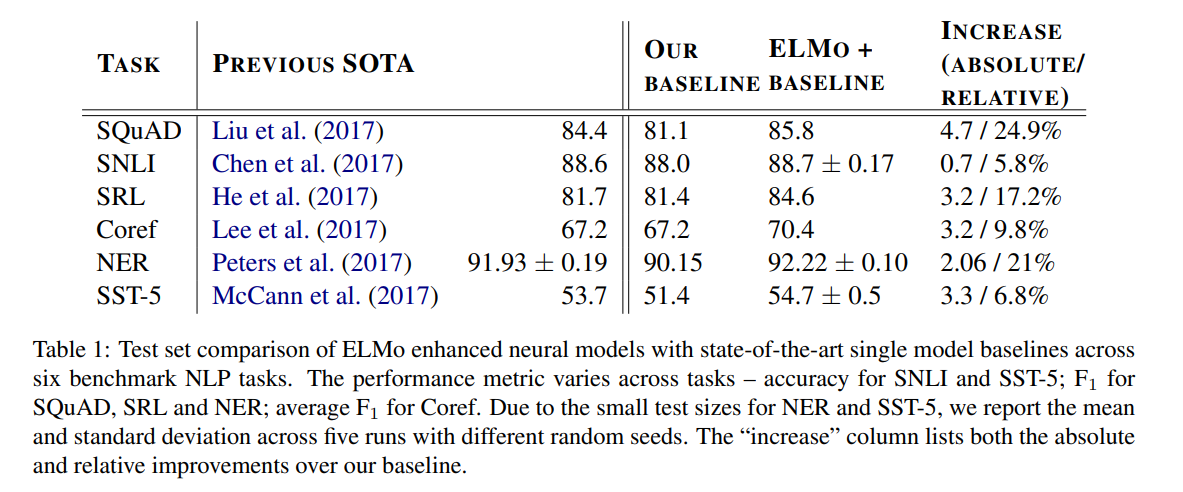 TASK PREVIOUS SOTA OUR BASELINE ELMO + BASELINE INCREASE (ABSOLUTE/ RELATIVE)
SQuAD Liu et al. (2017) 84.4 81.1 85.8 4.7 / 24.9%
SNLI Chen et al. (2017) 88.6 88.0 88.7 ± 0.17 0.7 / 5.8%
SRL He et al. (2017) 81.7 81.4 84.6 3.2 / 17.2%
Coref Lee et al. (2017) 67.2 67.2 70.4 3.2 / 9.8%
NER Peters et al. (2017) 91.93 ± 0.19 90.15 92.22 ± 0.10 2.06 / 21%
SST-5 McCann et al. (2017) 53.7 51.4 54.7 ± 0.5 3.3 / 6.8%
Table 1: Test set comparison of ELMo enhanced neural models with state-of-the-art single model baselines across
six benchmark NLP tasks. The performance metric varies across tasks – accuracy for SNLI and SST-5; F1 for
SQuAD, SRL and NER; average F1 for Coref. Due to the small test sizes for NER and SST-5, we report the mean
and standard deviation across five runs with different random seeds. The “increase” column lists both the absolute
and relative improvements over our baseline.